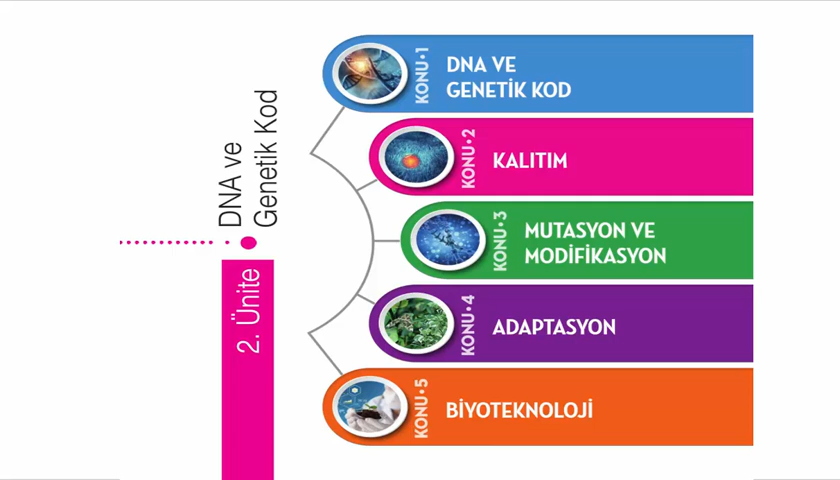 2. Ünite
DNA ve
Genetik Kod
KONU•1
DNA VE
GENETİK KOD
KONU•2
KALITIM
KONU•3
MUTASYON VE
MODİFİKASYON
KONU•4
ADAPTASYON
KONU•5
BİYOTEKNOLOJİ